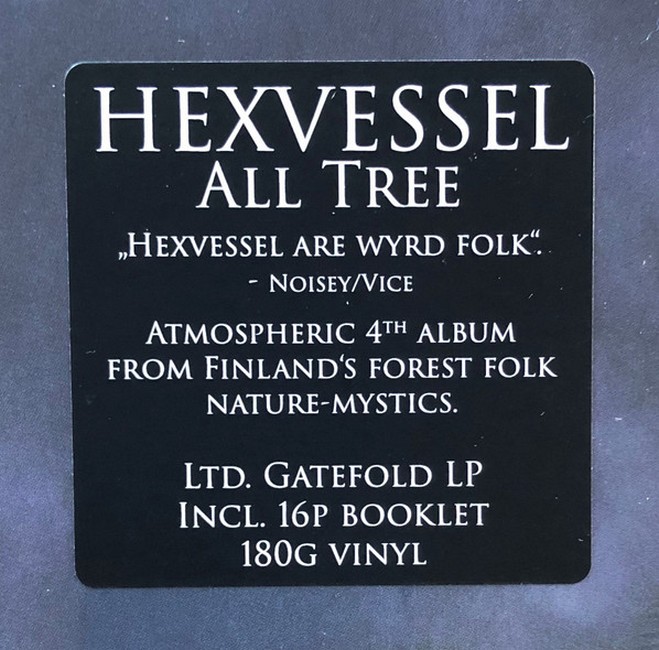 HEXVESSEL
ALL TREE
„HEXVESSEL ARE WYRD FOLK“.
- NOISEY/VICE
ATMOSPHERIC 4TH ALBUM
FROM FINLAND‘S FOREST FOLK
NATURE-MYSTICS.
LTD. GATEFOLD LP
INCL. 16P BOOKLET
180G VINYL